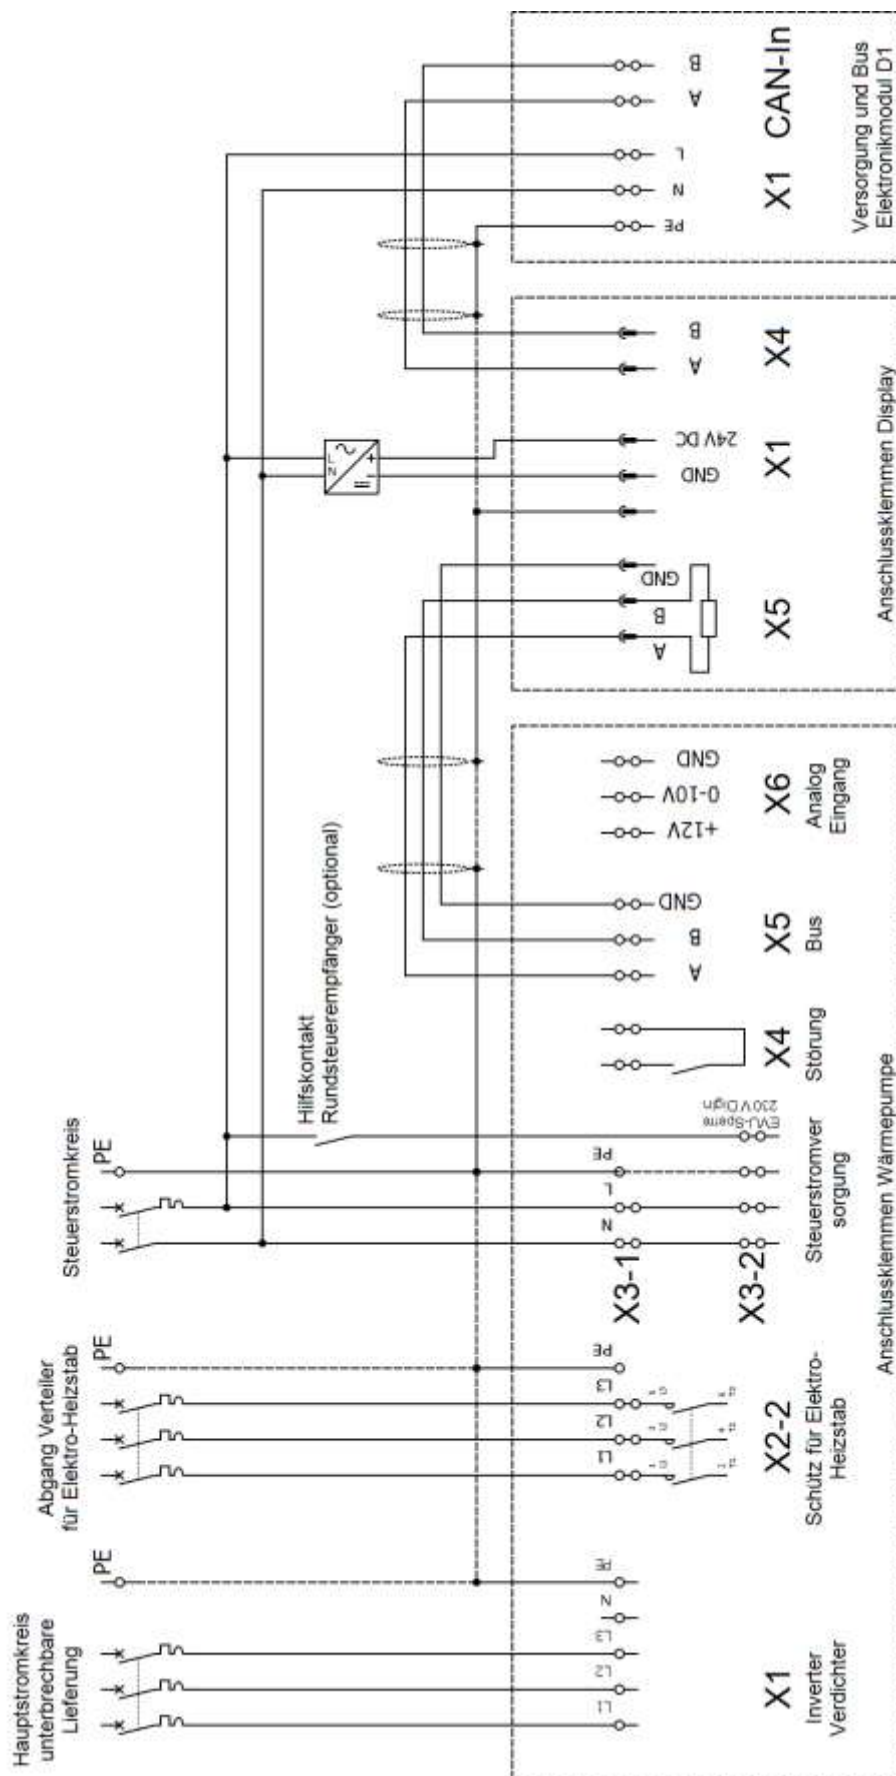 Hauptstromkreis
unterbrechbare
Lieferung
PE
Abgang Verteiler
für Elektro-Heizstab
PE
Steuerstromkreis
PE
Hilfskontakt
Rundsteuerempfänger (optional)
L
N
+
L1
L2
L3
N
PE
X1
Inverter
Verdichter
L1
L2
L3
PE
X2-2
Schütz für Elektro-
Heizstab
X3-1
N
L
PE
X3-2
EVU-Sperre
230V DigIn
Steuerstromver
sorgung
X4
Störung
A
B
GND
X5
Bus
+12V
0-10V
GND
X6
Analog
Eingang
Anschlussklemmen Wärmepumpe
A
B
GND
X5
GND
24V DC
X1
A
B
X4
Anschlussklemmen Display
PE
N
L
X1
A
B
CAN-In
Versorgung und Bus
Elektronikmodul D1